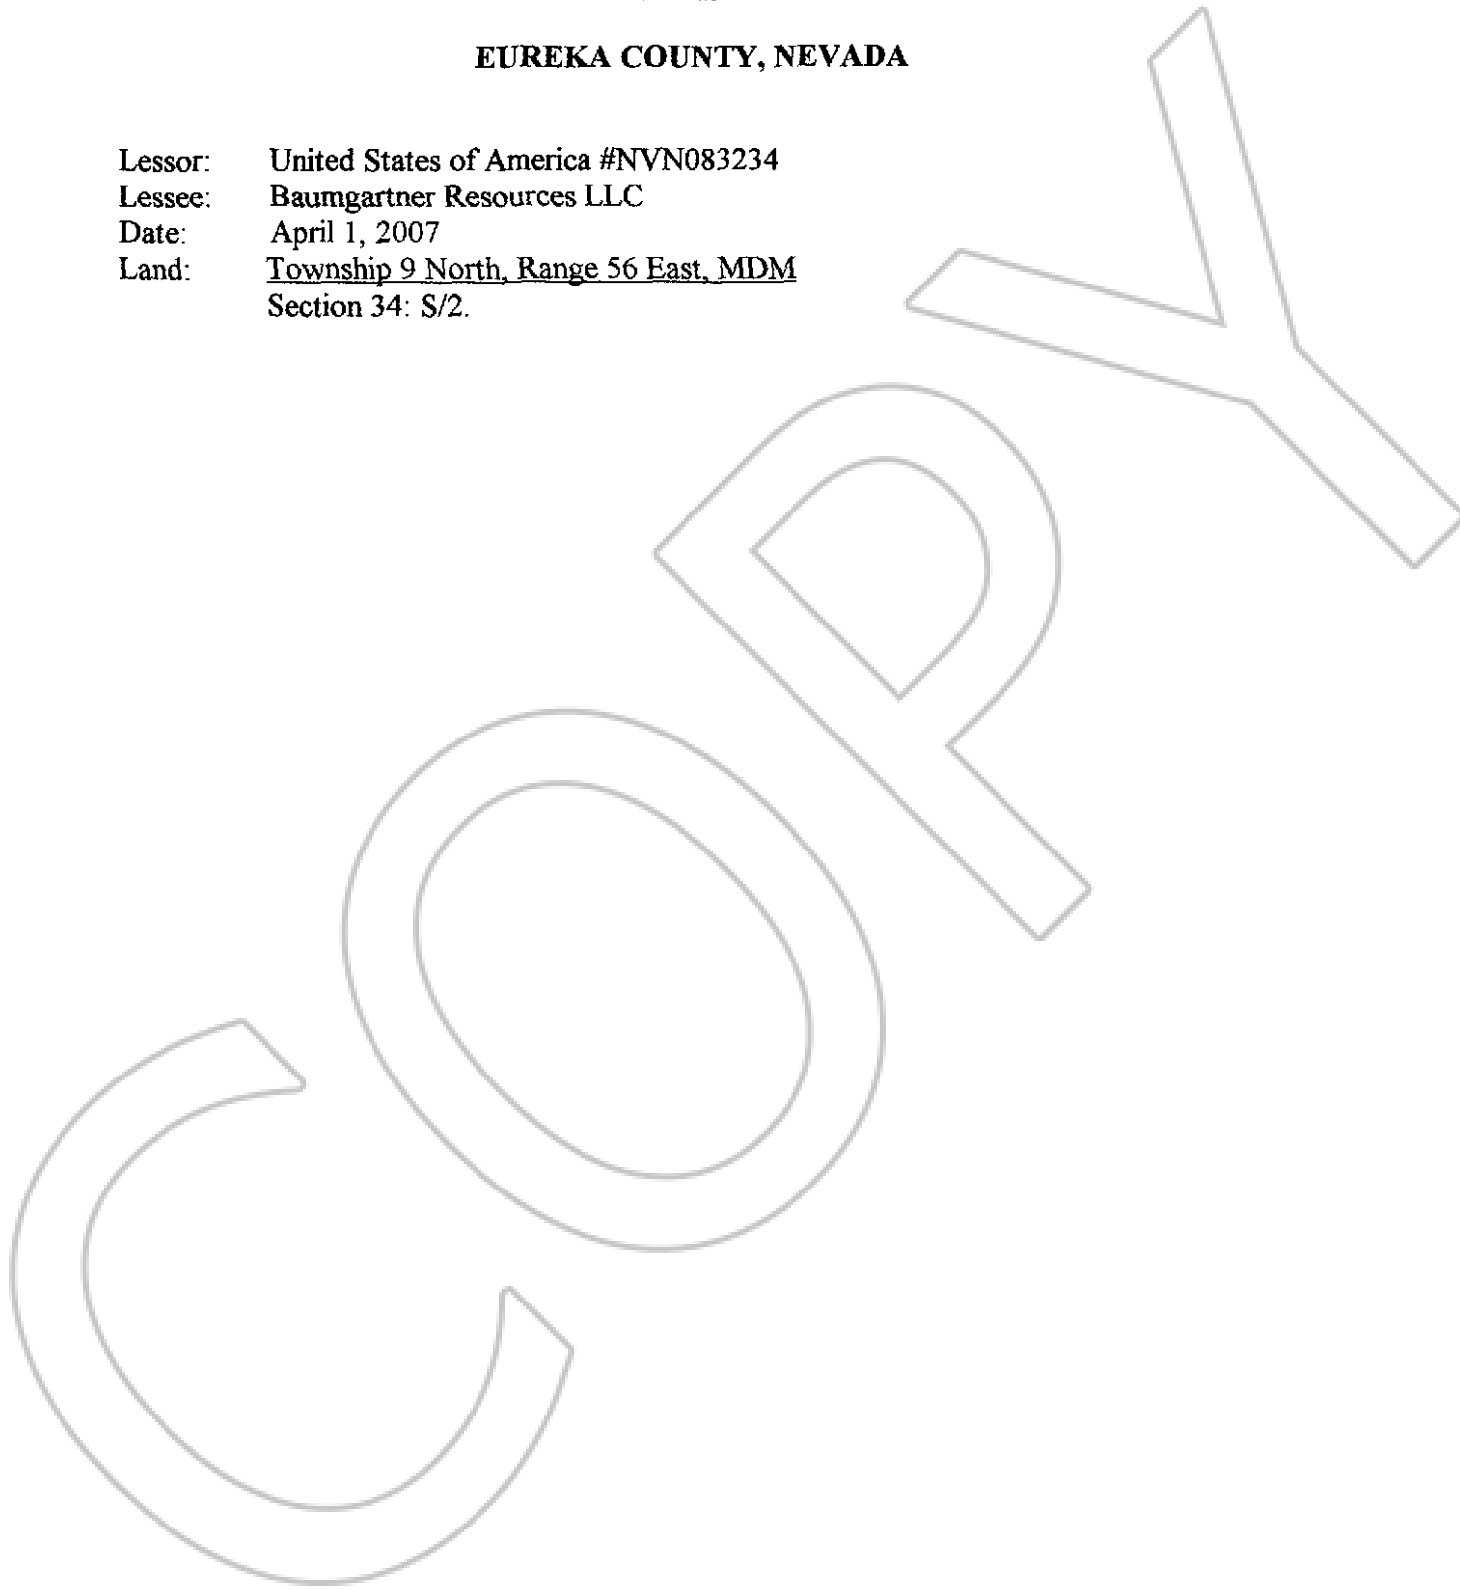 EUREKA COUNTY, NEVADA
Lessor: United States of America #NVN083234
Lessee: Baumgartner Resources LLC
Date: April 1, 2007
Land: Township 9 North, Range 56 East, MDM
Section 34: S/2.
COPY